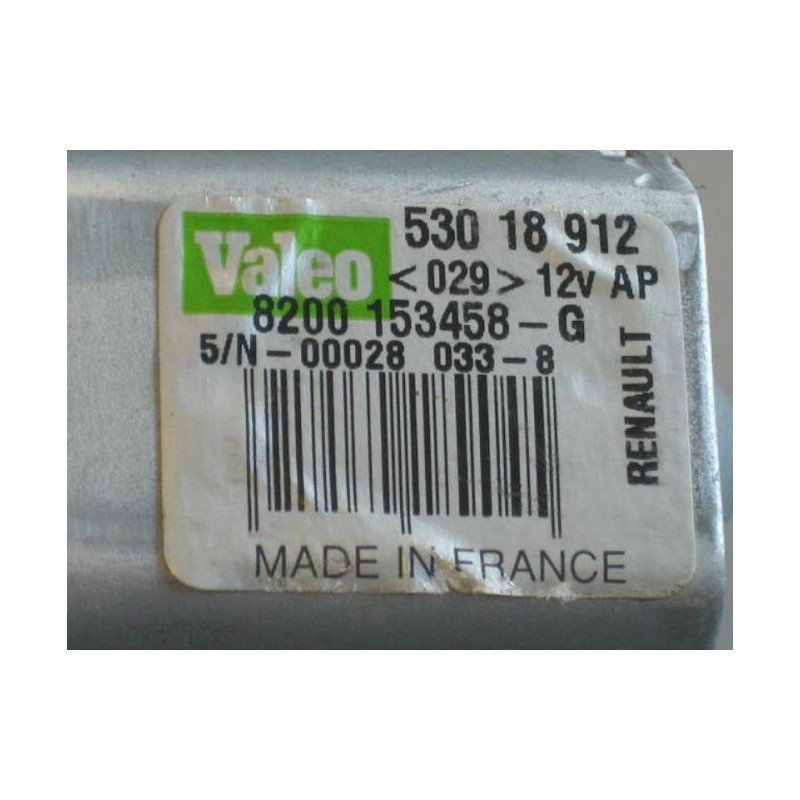 Valeo
530 18 912
<029> 12v AP
8200 153458-G
S/N-00028 033-8
RENAULT
MADE IN FRANCE